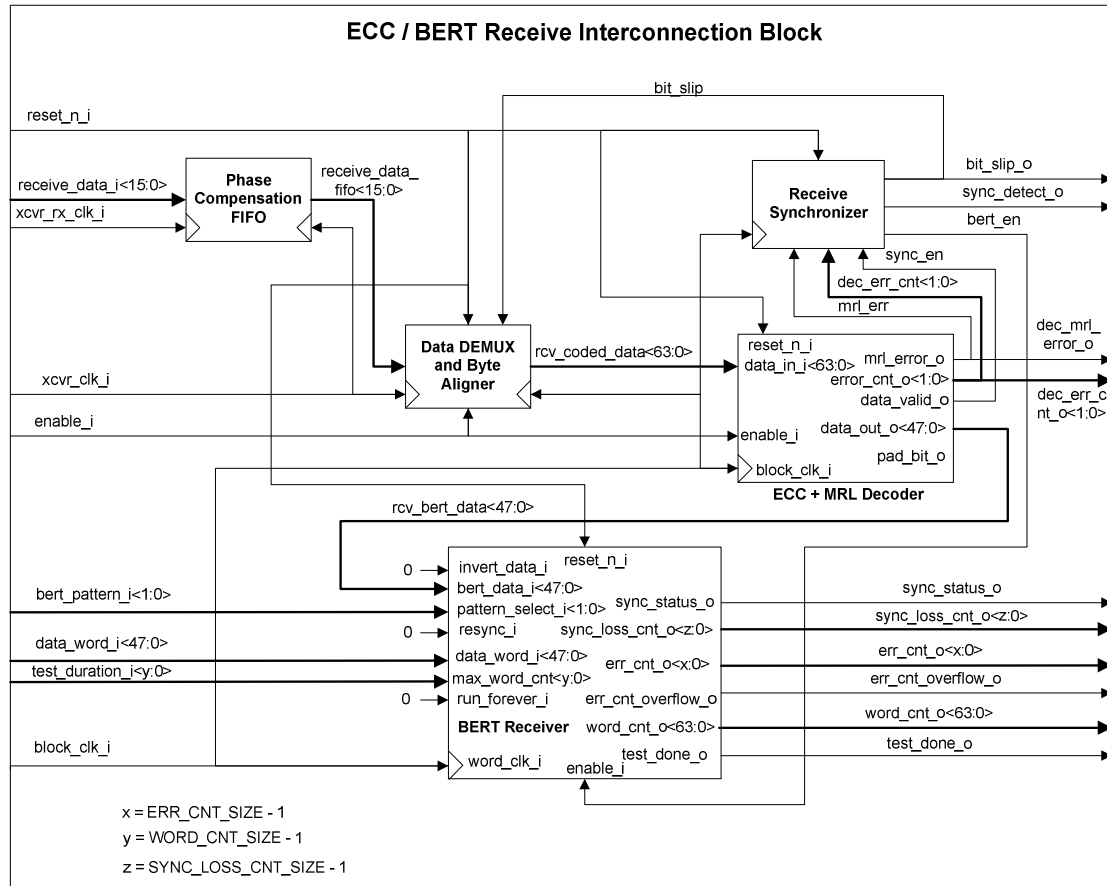 ECC / BERT Receive Interconnection Block
bit_slip
reset_n_i
receive_data_i<15:0>
Phase
Compensation
FIFO
receive_data_
fifo<15:0>
xcvr_rx_clk_i
Receive
Synchronizer
bit_slip_o
sync_detect_o
bert_en
sync_en
dec_err_cnt<1:0>
mrl_err
Data DEMUX
and Byte
Aligner
rcv_coded_data<63:0>
reset_n_i
data_in_i<63:0>
mrl_error_o
error_cnt_o<1:0>
data_valid_o
data_out_o<47:0>
pad_bit_o
enable_i
block_clk_i
ECC + MRL Decoder
dec_mrl_
error_o
dec_err_c
nt_o<1:0>
xcvr_clk_i
enable_i
rcv_bert_data<47:0>
0
invert_data_i
reset_n_i
bert_data_i<47:0>
bert_pattern_i<1:0>
pattern_select_i<1:0>
sync_status_o
sync_status_o
0
resync_i
sync_loss_cnt_o<z:0>
sync_loss_cnt_o<z:0>
data_word_i<47:0>
data_word_i<47:0>
err_cnt_o<x:0>
err_cnt_o<x:0>
test_duration_i<y:0>
max_word_cnt<y:0>
0
run_forever_i
err_cnt_overflow_o
err_cnt_overflow_o
BERT Receiver
word_cnt_o<63:0>
word_cnt_o<63:0>
block_clk_i
word_clk_i
enable_i
test_done_o
test_done_o
x = ERR_CNT_SIZE - 1
y = WORD_CNT_SIZE - 1
z = SYNC_LOSS_CNT_SIZE - 1